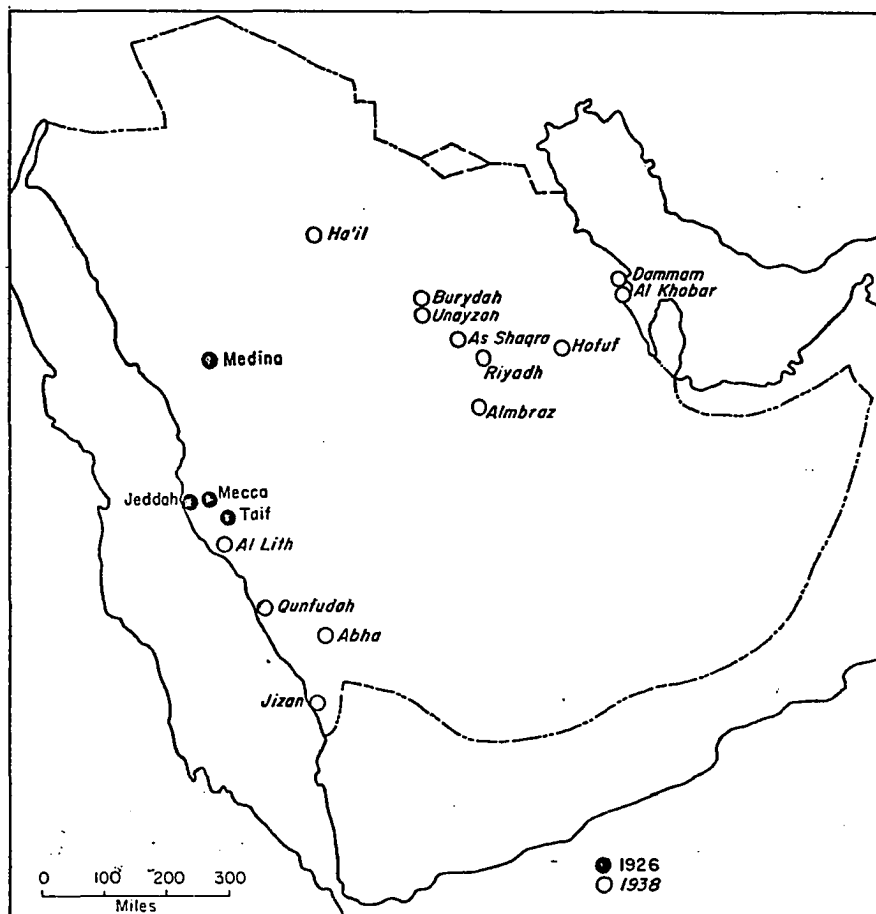 Ha'il
Dammam
Al Khobar
Burydah
Unayzah
As Shaqra
Hofuf
Medina
Riyadh
Almbraz
Jeddah
Mecca
Taif
Al Lith
Qunfudah
Abha
Jizan
1926
1938
0 100 200 300
Miles